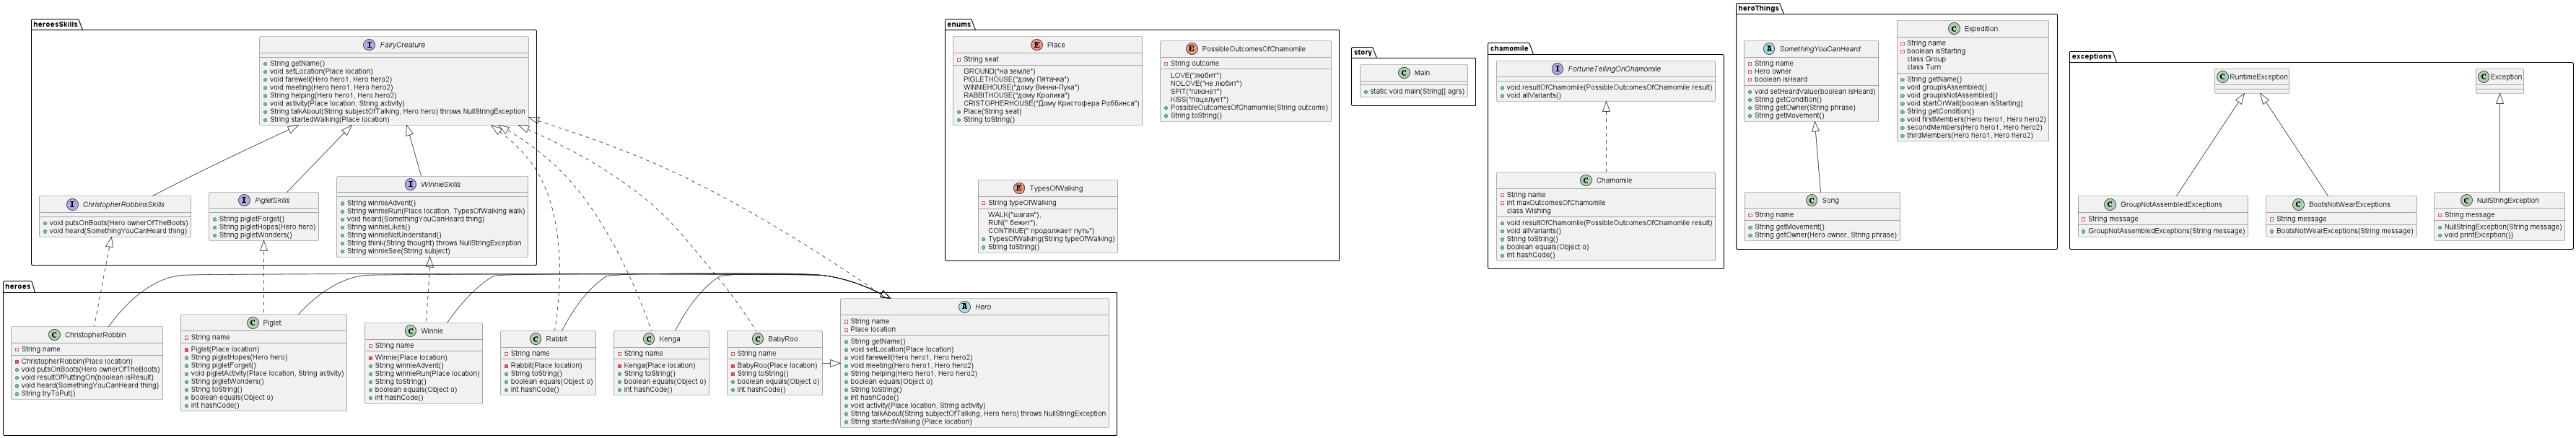 heroesSkills
FairyCreature
String getName()
void setLocation(Place location)
void farewell(Hero hero1, Hero hero2)
void meeting(Hero hero1, Hero hero2)
String helping(Hero hero1, Hero hero2)
void activity(Place location, String activity)
String talkAbout(String subjectOfTalking, Hero hero) throws NullStringException
String startedWalking(Place location)
ChristopherRobbinsSkills
void putsOnBoots(Hero ownerOfTheBoots)
void heard(SomethingYouCanHeard thing)
PigletSkills
String pigletForget()
String pigletHopes(Hero hero)
String pigletWonders()
WinnieSkills
String winnieAdvent()
String winnieRun(Place location, TypesOfWalking walk)
void heard(SomethingYouCanHeard thing)
String winnieLikes()
String winnieNotUnderstand()
String think(String thought) throws NullStringException
String winnieSee(String subject)
heroes
ChristopherRobbin
String name
ChristopherRobbin(Place location)
void putsOnBoots(Hero ownerOfTheBoots)
void resultOfPuttingOn(boolean isResult)
void heard(SomethingYouCanHeard thing)
String tryToPut()
Piglet
String name
Piglet(Place location)
String pigletHopes(Hero hero)
String pigletForget()
void pigletActivity(Place location, String activity)
String pigletWonders()
String toString()
boolean equals(Object o)
int hashCode()
Winnie
String name
Winnie(Place location)
String winnieAdvent()
String winnieRun(Place location)
String toString()
boolean equals(Object o)
int hashCode()
Rabbit
String name
Rabbit(Place location)
String toString()
boolean equals(Object o)
int hashCode()
Kenga
String name
Kenga(Place location)
String toString()
boolean equals(Object o)
int hashCode()
BabyRoo
String name
BabyRoo(Place location)
String toString()
boolean equals(Object o)
int hashCode()
Hero
String name
Place location
String getName()
void setLocation(Place location)
void farewell(Hero hero1, Hero hero2)
void meeting(Hero hero1, Hero hero2)
String helping(Hero hero1, Hero hero2)
boolean equals(Object o)
String toString()
int hashCode()
void activity(Place location, String activity)
String talkAbout(String subjectOfTalking, Hero hero) throws NullStringException
String startedWalking (Place location)
enums
Place
String seat
GROUND("на земле")
PIGLETHOUSE("дому Пятачка")
WINNIEHOUSE("дому Винни-Пуха")
RABBITHOUSE("дому Кролика")
CRISTOPHERHOUSE("Дому Кристофера Роббинса")
Place(String seat)
String toString()
PossibleOutcomesOfChamomile
String outcome
LOVE("любит")
NOLOVE("не любит")
SPIT("плюнет")
KISS("поцелует")
PossibleOutcomesOfChamomile(String outcome)
String toString()
TypesOfWalking
String typeOfWalking
WALK("шагая"),
RUN(" бежит")
CONTINUE(" продолжает путь")
TypesOfWalking(String typeOfWalking)
String toString()
story
Main
static void main(String[] agrs)
chamomile
FortuneTellingOnChamomile
void resultOfChamomile(PossibleOutcomesOfChamomile result)
void allVariants()
Chamomile
String name
int maxOutcomesOfChamomile
class Wishing
void resultOfChamomile(PossibleOutcomesOfChamomile result)
void allVariants()
String toString()
boolean equals(Object o)
int hashCode()
heroThings
SomethingYouCanHeard
String name
Hero owner
boolean isHeard
void setHeardValue(boolean isHeard)
String getCondition()
String getOwner(String phrase)
String getMovement()
Expedition
String name
boolean isStarting
class Group
class Turn
String getName()
void groupIsAssembled()
void groupIsNotAssembled()
void startOrWait(boolean isStarting)
String getCondition()
void firstMembers(Hero hero1, Hero hero2)
secondMembers(Hero hero1, Hero hero2)
thirdMembers(Hero hero1, Hero hero2)
Song
String name
String getMovement()
String getOwner(Hero owner, String phrase)
exceptions
RuntimeException
Exception
GroupNotAssembledExceptions
String message
GroupNotAssembledExceptions(String message)
BootsNotWearExceptions
String message
BootsNotWearExceptions(String message)
NullStringException
String message
NullStringException(String message)
void printException()}